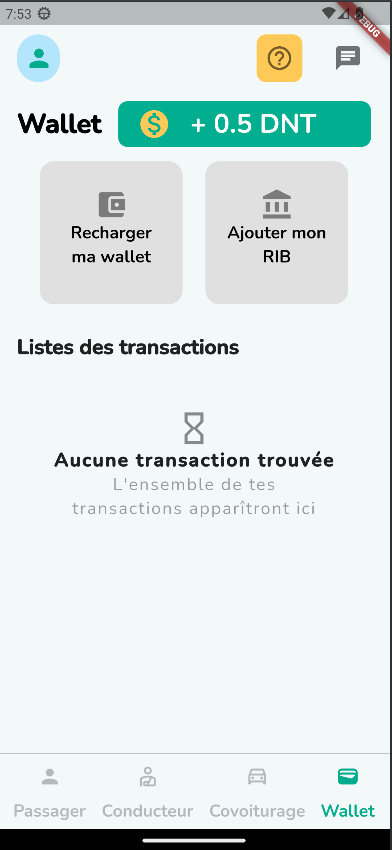 7:53
DEBUG
Wallet
$ + 0.5 DNT
Recharger
ma wallet
Ajouter mon
RIB
Listes des transactions
Aucune transaction trouvée
L'ensemble de tes
transactions apparîtront ici
Passager Conducteur Covoiturage Wallet